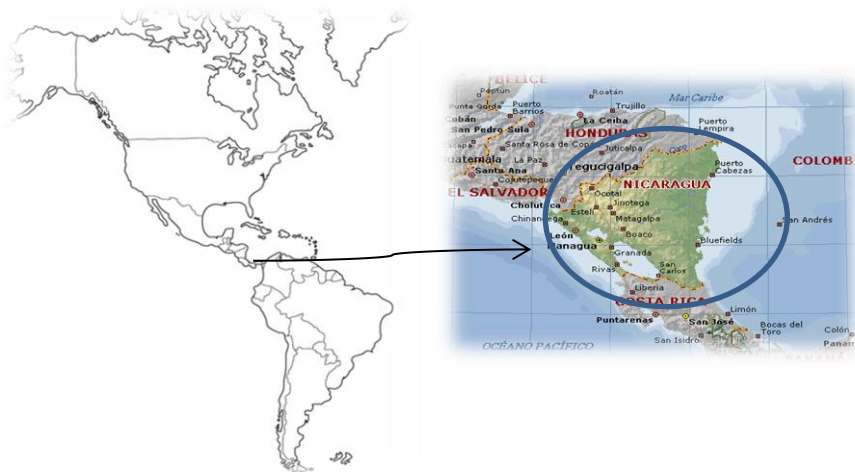 BELICE
Roatán
Puerto Barrios
Trujillo
Mar Caribe
Cobán
La Ceiba
San Pedro Sula
HONDURAS
Puerto Lempira
Santa Rosa de Copán
Juticalpa
Guatemala
La Paz
Santa Ana
Tegucigalpa
Puerto Cabezas
COLOMB
Cojutepeque
NICARAGUA
EL SALVADOR
Ocotal
Choluteca
Jinotega
Estelí
Chinandega
Matagalpa
San Andrés
León
Boaco
Managua
Bluefields
Granada
Rivas
San Carlos
Liberia
COSTA RICA
Limón
Puntarenas
San José
Bocas del Toro
Colón
San Isidro
OCÉANO PACÍFICO
Panam